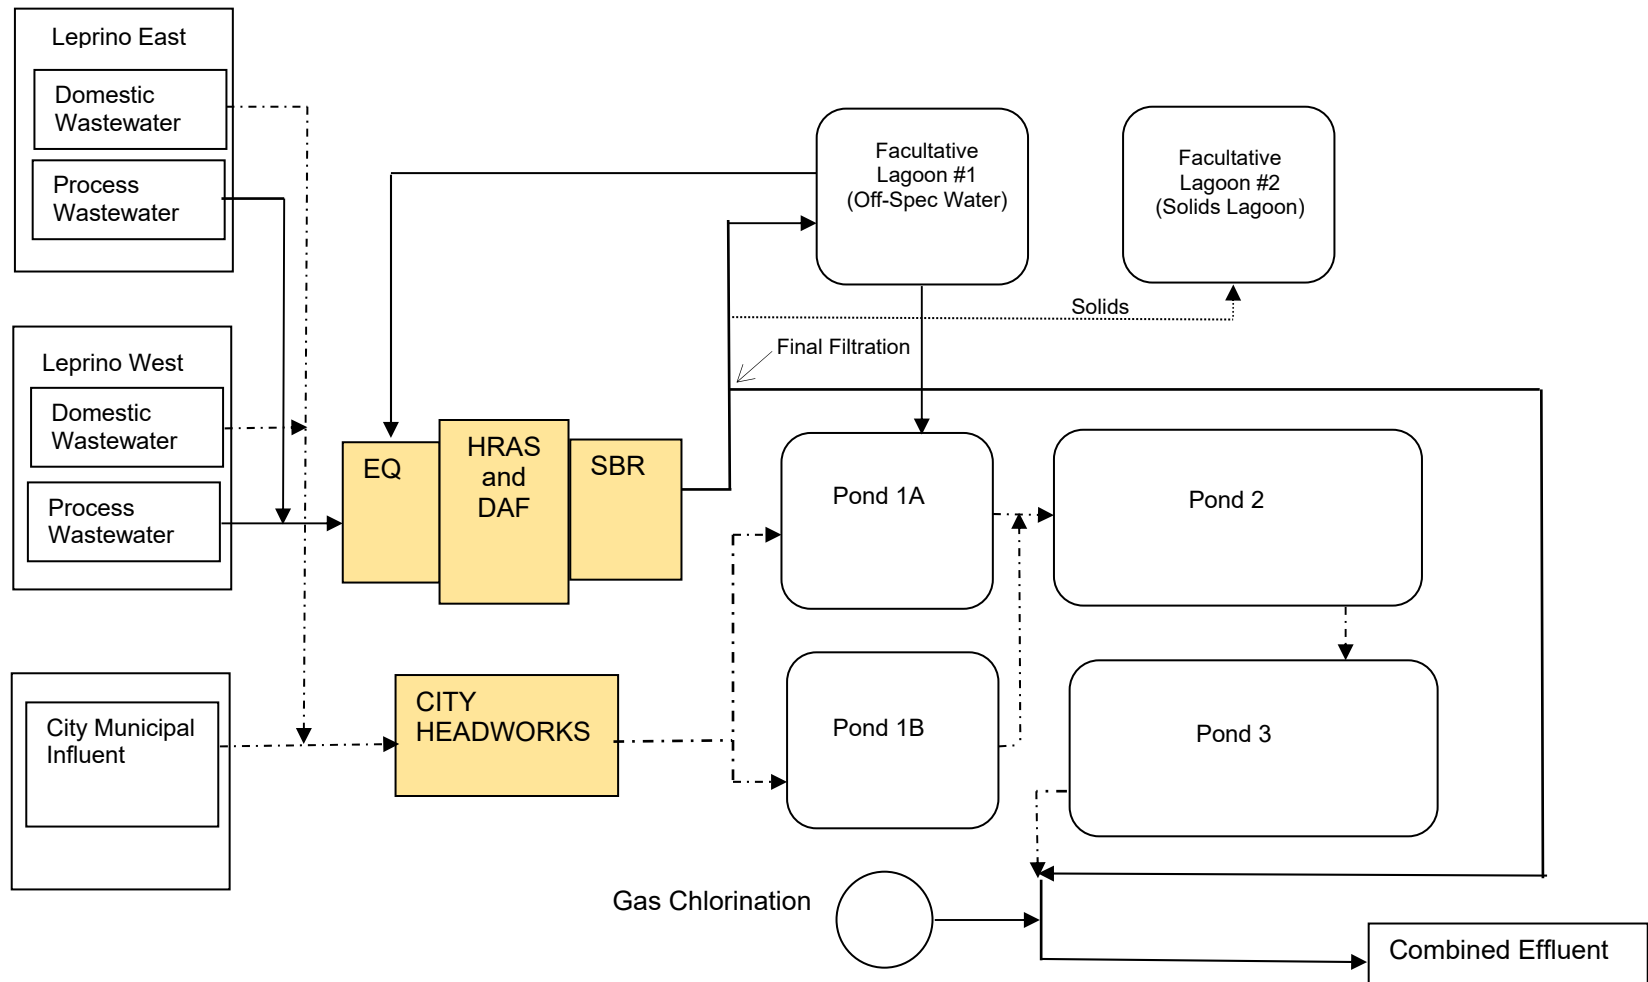 Leprino East
Domestic
Wastewater
Process
Wastewater
Leprino West
Domestic
Wastewater
Process
Wastewater
City Municipal
Influent
EQ
HRAS
and
DAF
SBR
CITY
HEADWORKS
Facultative
Lagoon #1
(Off-Spec Water)
Facultative
Lagoon #2
(Solids Lagoon)
Solids
Final Filtration
Pond 1A
Pond 2
Pond 1B
Pond 3
Gas Chlorination
Combined Effluent